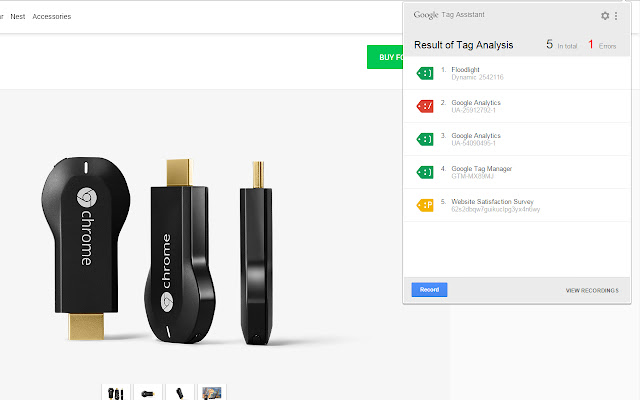 Nest Accessories
BUY FO
Google Tag Assistant
Result of Tag Analysis 5 In total 1 Errors
1. Floodlight
Dynamic 2542116
2. Google Analytics
UA-25912792-1
3. Google Analytics
UA-54090495-1
4. Google Tag Manager
GTM-MX89MJ
5. Website Satisfaction Survey
Record VIEW RECORDINGS
chrome
chrome